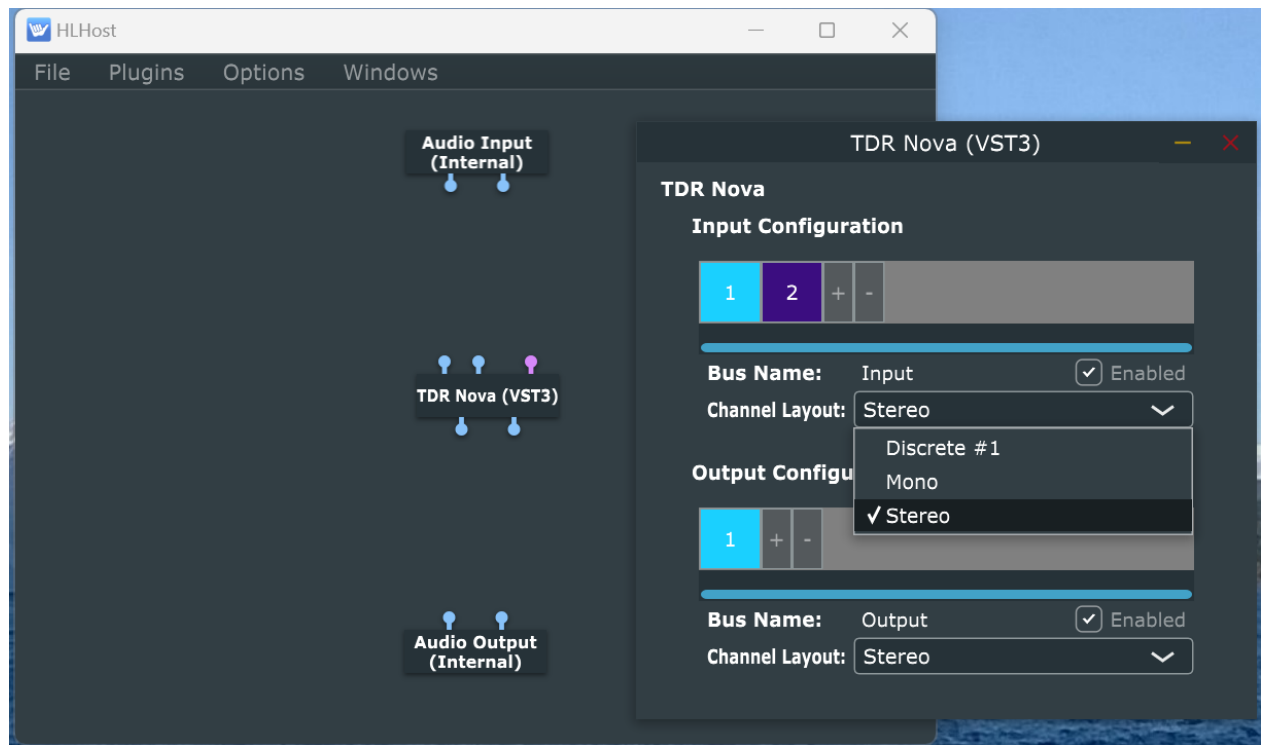 HLHost
File Plugins Options Windows
Audio Input
(Internal)
TDR Nova (VST3)
Audio Output
(Internal)
TDR Nova (VST3)
TDR Nova
Input Configuration
1 2 + -
Bus Name: Input Enabled
Channel Layout: Stereo
Discrete #1
Mono
Stereo
Output Configu
1 + -
Bus Name: Output Enabled
Channel Layout: Stereo